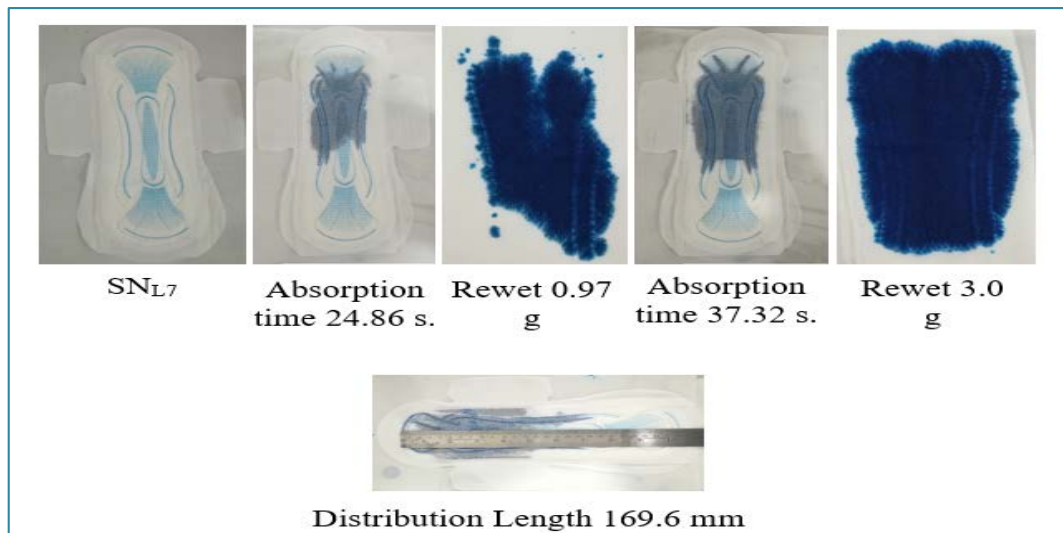 SNL7
Absorption
time 24.86 s.
Rewet 0.97
g
Absorption
time 37.32 s.
Rewet 3.0
g
Distribution Length 169.6 mm